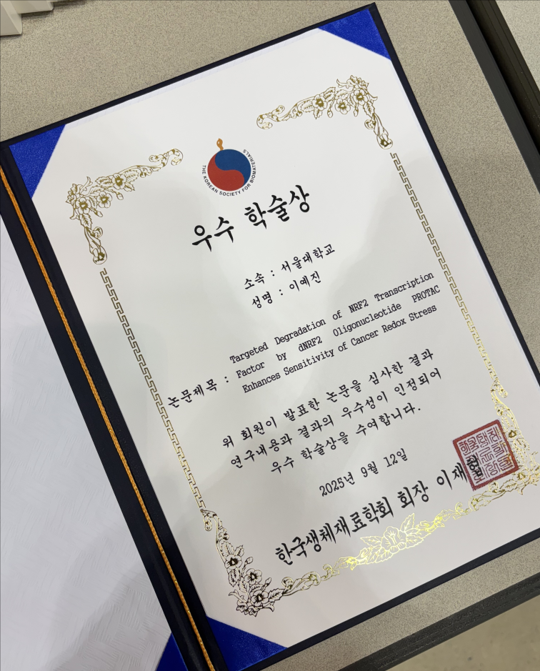 THE KOREAN SOCIETY FOR BIOMATERIALS
우수 학술상
소속 : 서울대학교
성명 : 이예진
논문제목 : Targeted Degradation of NRF2 Transcription
Factor by dNRF2 Oligonucleotide PROTAC
Enhances Sensitivity of Cancer Redox Stress
위 회원이 발표한 논문을 심사한 결과
연구내용과 결과의 우수성이 인정되어
우수 학술상을 수여합니다.
2025년 9월 12일
한국생체재료학회 회장 이재